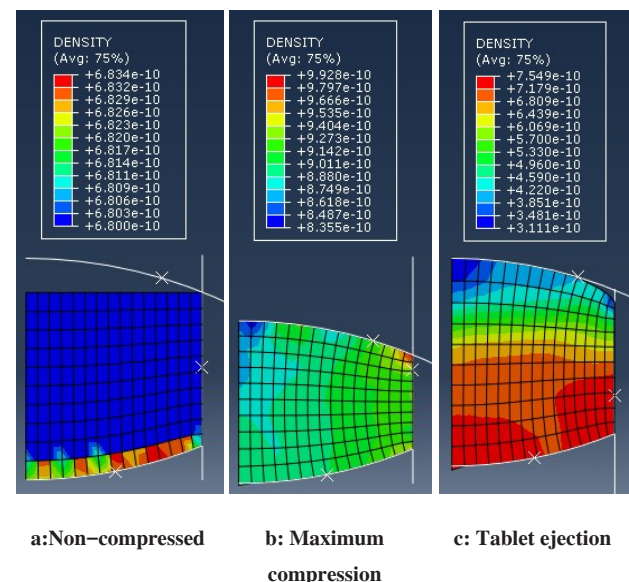 DENSITY
(Avg: 75%)
+6.834e-10
+6.832e-10
+6.829e-10
+6.826e-10
+6.823e-10
+6.820e-10
+6.817e-10
+6.814e-10
+6.811e-10
+6.809e-10
+6.806e-10
+6.803e-10
+6.800e-10
DENSITY
(Avg: 75%)
+9.928e-10
+9.797e-10
+9.666e-10
+9.535e-10
+9.404e-10
+9.273e-10
+9.142e-10
+9.011e-10
+8.880e-10
+8.749e-10
+8.618e-10
+8.487e-10
+8.355e-10
DENSITY
(Avg: 75%)
+7.549e-10
+7.179e-10
+6.809e-10
+6.439e-10
+6.069e-10
+5.700e-10
+5.330e-10
+4.960e-10
+4.590e-10
+4.220e-10
+3.851e-10
+3.481e-10
+3.111e-10
a:Non−compressed
b: Maximum
compression
c: Tablet ejection